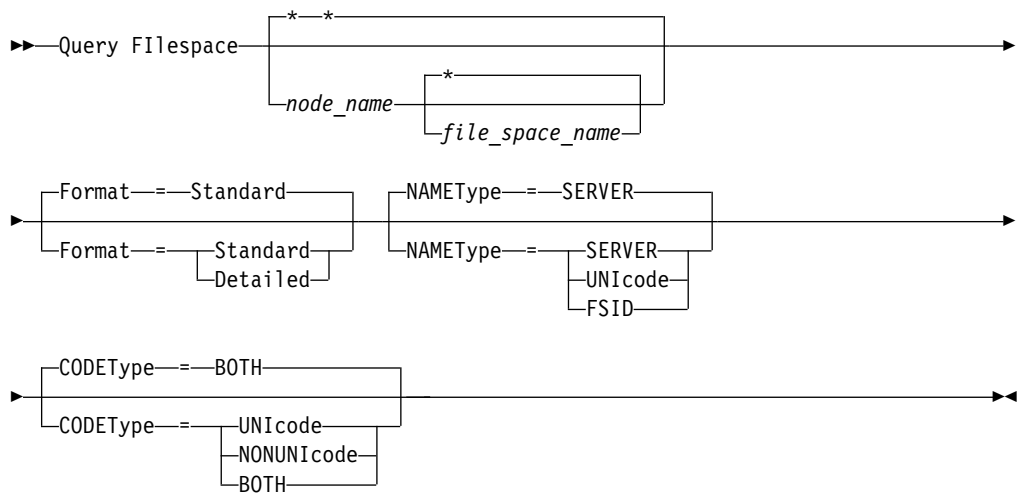 * *
Query FIlespace
*
node_name
file_space_name
Format = Standard NAMEType = SERVER
Format = Standard NAMEType = SERVER
Detailed UNIcode
FSID
CODEType = BOTH
CODEType = UNIcode
NONUNIcode
BOTH